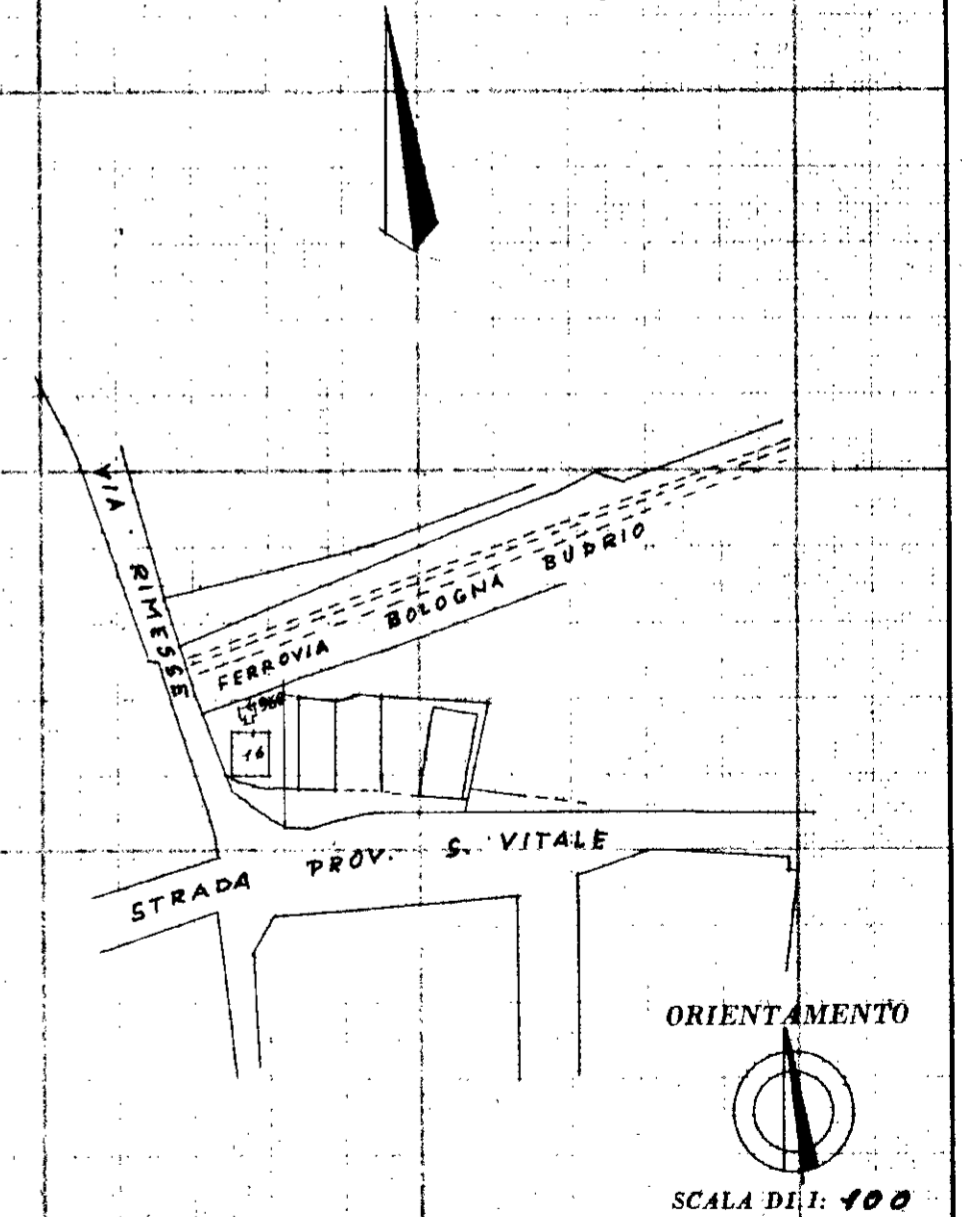 VIA RIMESSE
FERROVIA BOLOGNA BUDRIO
16
STRADA PROV. S. VITALE
ORIENTAMENTO
SCALA DI 1: 100